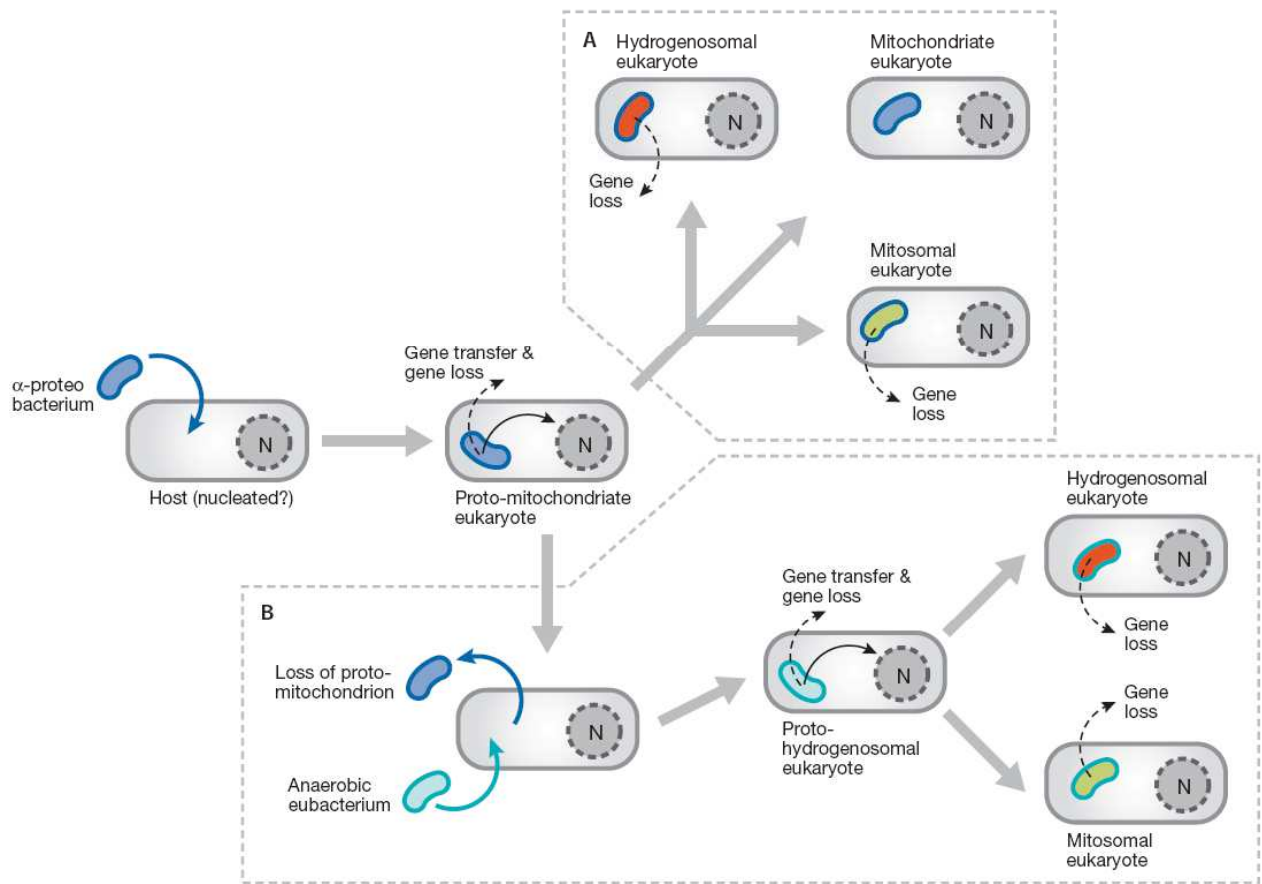 A
Hydrogenosomal
eukaryote
N
Gene
loss
Mitochondriate
eukaryote
N
Mitosomal
eukaryote
N
Gene
loss
α-proteo
bacterium
N
Host (nucleated?)
Gene transfer &
gene loss
N
Proto-mitochondriate
eukaryote
B
Loss of proto-
mitochondrion
Anaerobic
eubacterium
N
Gene transfer &
gene loss
N
Proto-
hydrogenosomal
eukaryote
Hydrogenosomal
eukaryote
N
Gene
loss
Gene
loss
N
Mitosomal
eukaryote